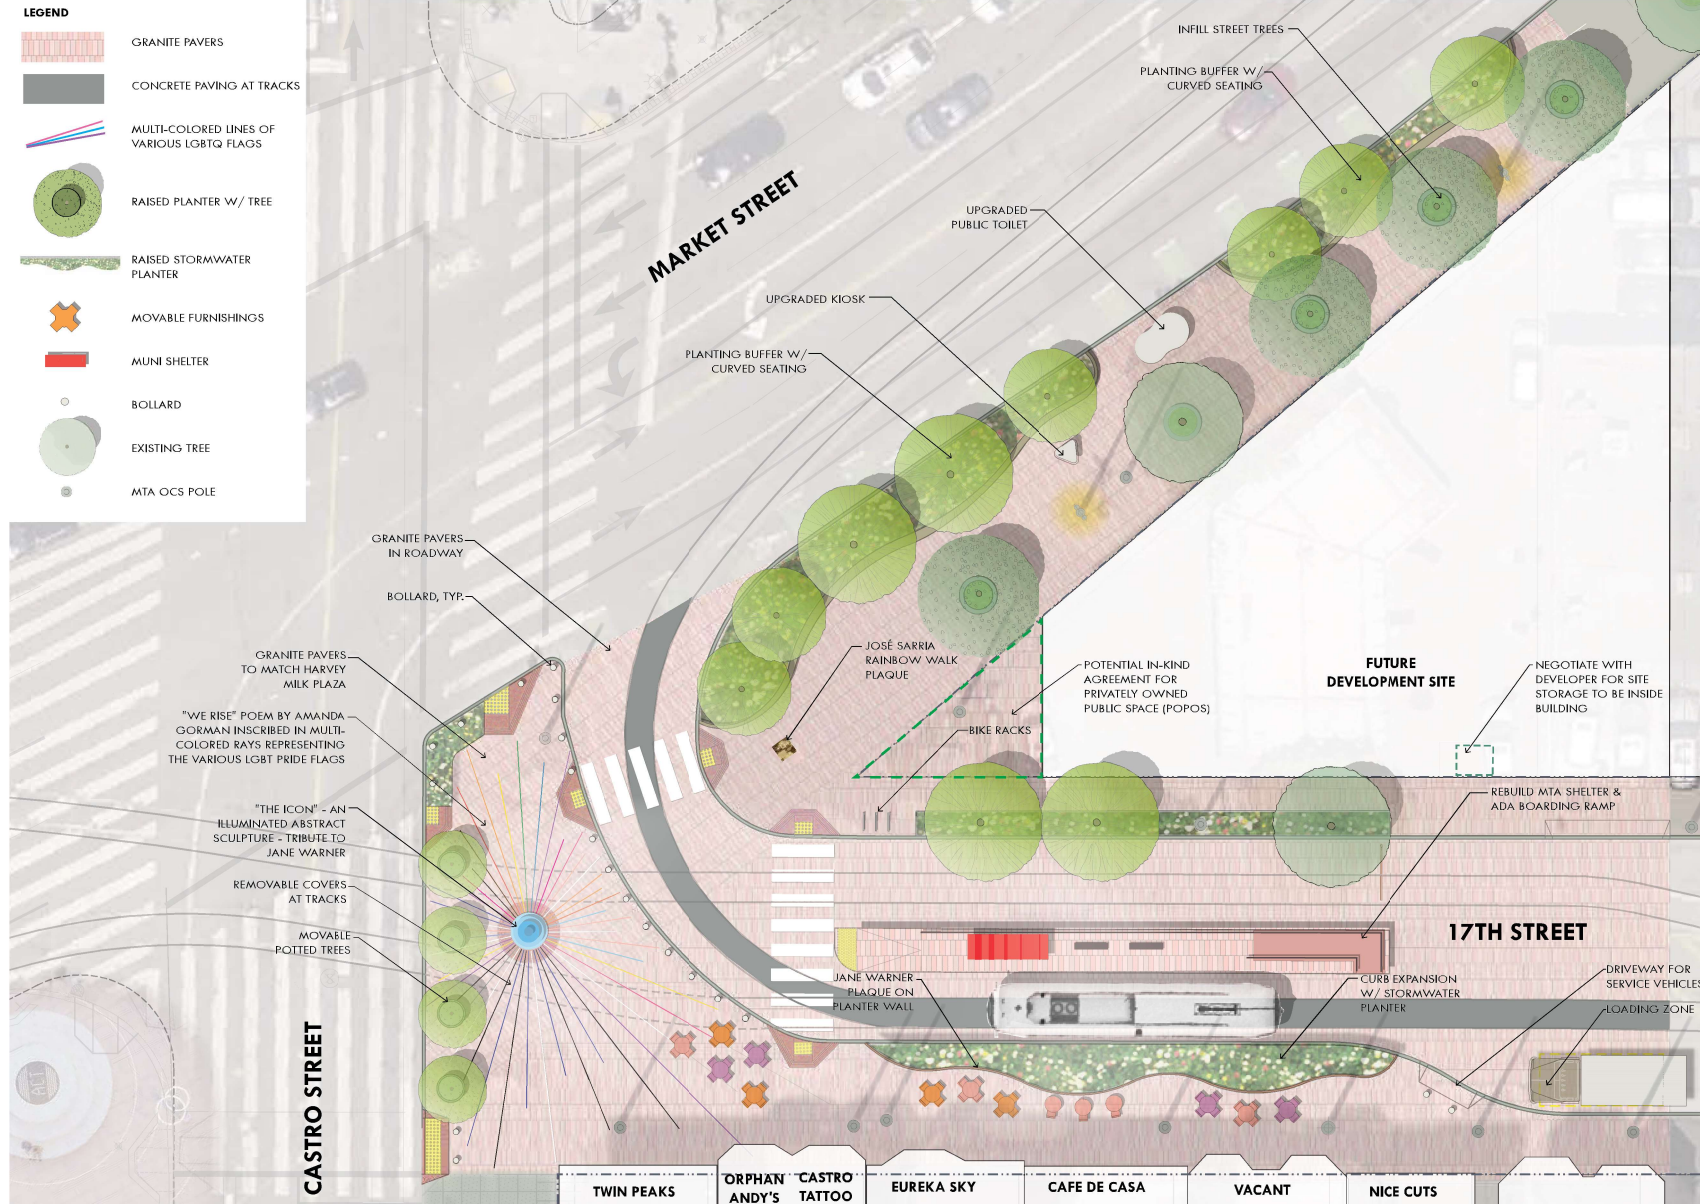 LEGEND
GRANITE PAVERS
CONCRETE PAVING AT TRACKS
MULTI-COLORED LINES OF
VARIOUS LGBTQ FLAGS
RAISED PLANTER W/ TREE
RAISED STORMWATER
PLANTER
MOVABLE FURNISHINGS
MUNI SHELTER
BOLLARD
EXISTING TREE
MTA OCS POLE
INFILL STREET TREES
PLANTING BUFFER W/
CURVED SEATING
MARKET STREET
UPGRADED
PUBLIC TOILET
UPGRADED KIOSK
PLANTING BUFFER W/
CURVED SEATING
GRANITE PAVERS
IN ROADWAY
BOLLARD, TYP.
GRANITE PAVERS
TO MATCH HARVEY
MILK PLAZA
"WE RISE" POEM BY AMANDA
GORMAN INSCRIBED IN MULTI-
COLORED RAYS REPRESENTING
THE VARIOUS LGBT PRIDE FLAGS
"THE ICON" - AN
ILLUMINATED ABSTRACT
SCULPTURE - TRIBUTE TO
JANE WARNER
REMOVABLE COVERS
AT TRACKS
MOVABLE
POTTED TREES
JOSÉ SARRIA
RAINBOW WALK
PLAQUE
POTENTIAL IN-KIND
AGREEMENT FOR
PRIVATELY OWNED
PUBLIC SPACE (POPOS)
BIKE RACKS
FUTURE
DEVELOPMENT SITE
NEGOTIATE WITH
DEVELOPER FOR SITE
STORAGE TO BE INSIDE
BUILDING
REBUILD MTA SHELTER &
ADA BOARDING RAMP
17TH STREET
JANE WARNER
PLAQUE ON
PLANTER WALL
CURB EXPANSION
W/ STORMWATER
PLANTER
DRIVEWAY FOR
SERVICE VEHICLES
LOADING ZONE
CASTRO STREET
ACT
TWIN PEAKS
ORPHAN
ANDY'S
CASTRO
TATTOO
EUREKA SKY
CAFE DE CASA
VACANT
NICE CUTS